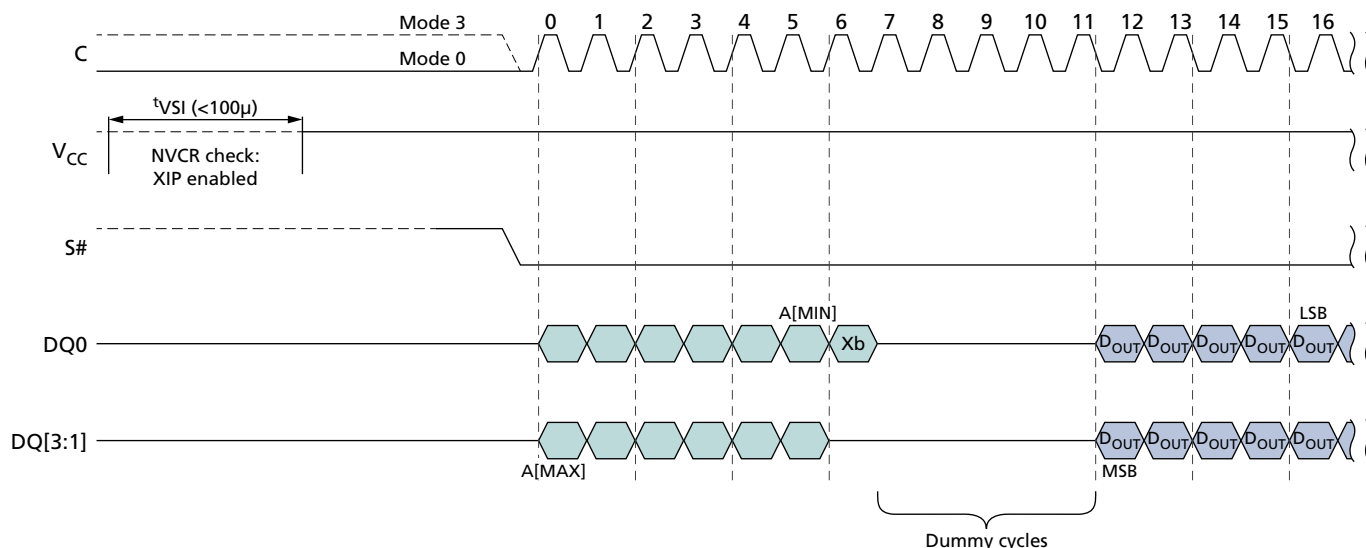 Mode 3
0 1 2 3 4 5 6 7 8 9 10 11 12 13 14 15 16
C
Mode 0
tVSI (<100µ)
VCC
NVCR check:
XIP enabled
S#
A[MIN]
LSB
DQ0
Xb
DOUT DOUT DOUT DOUT DOUT
DQ[3:1]
DOUT DOUT DOUT DOUT DOUT
A[MAX]
MSB
Dummy cycles